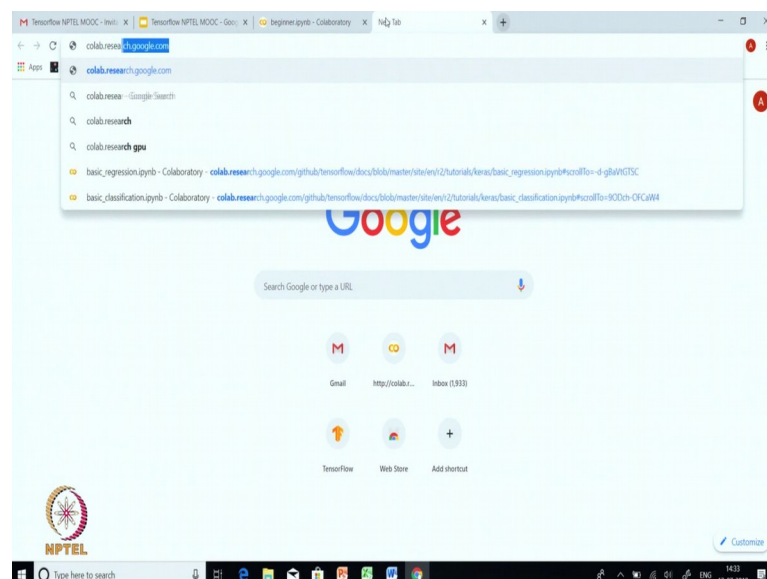 Tensorflow NPTEL MOOC - Invit
Tensorflow NPTEL MOOC - Goog
beginner.ipynb - Colaboratory
New Tab
colab.research.google.com
Apps
colab.research.google.com
colab.resea - Google Search
colab.research
colab.research gpu
basic_regression.ipynb - Colaboratory - colab.research.google.com/github/tensorflow/docs/blob/master/site/en/r2/tutorials/keras/basic_regression.ipynb#scrollTo=-d-gBaVtGTSC
basic_classification.ipynb - Colaboratory - colab.research.google.com/github/tensorflow/docs/blob/master/site/en/r2/tutorials/keras/basic_classification.ipynb#scrollTo=9ODch-OFCaW4
A
Google
Search Google or type a URL
Gmail
http://colab.r...
Inbox (1,933)
TensorFlow
Web Store
Add shortcut
NPTEL
Customize
Type here to search
ENG
14:33